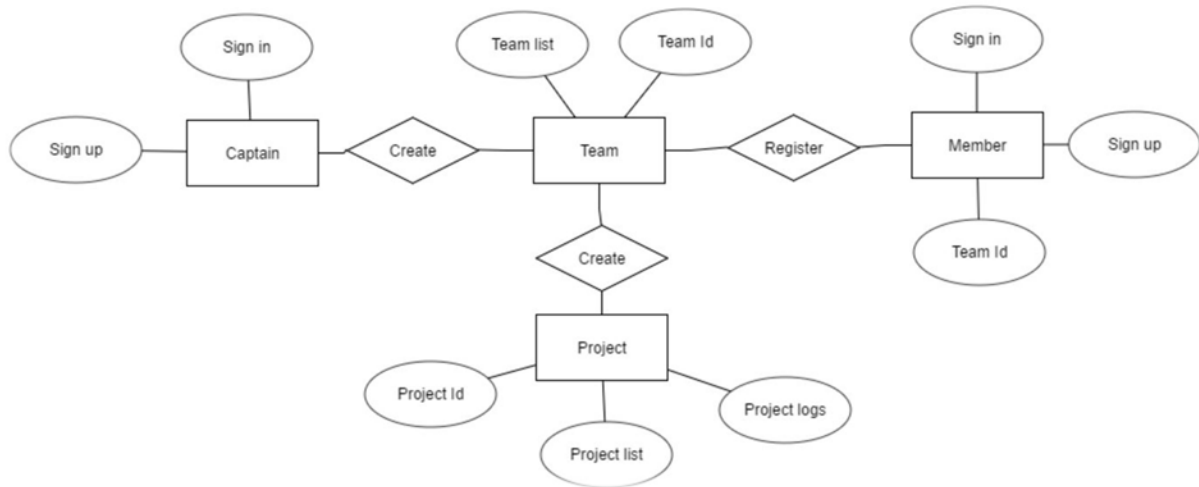 Sign in
Team list
Team Id
Sign in
Sign up
Captain
Create
Team
Register
Member
Sign up
Team Id
Create
Project
Project Id
Project logs
Project list